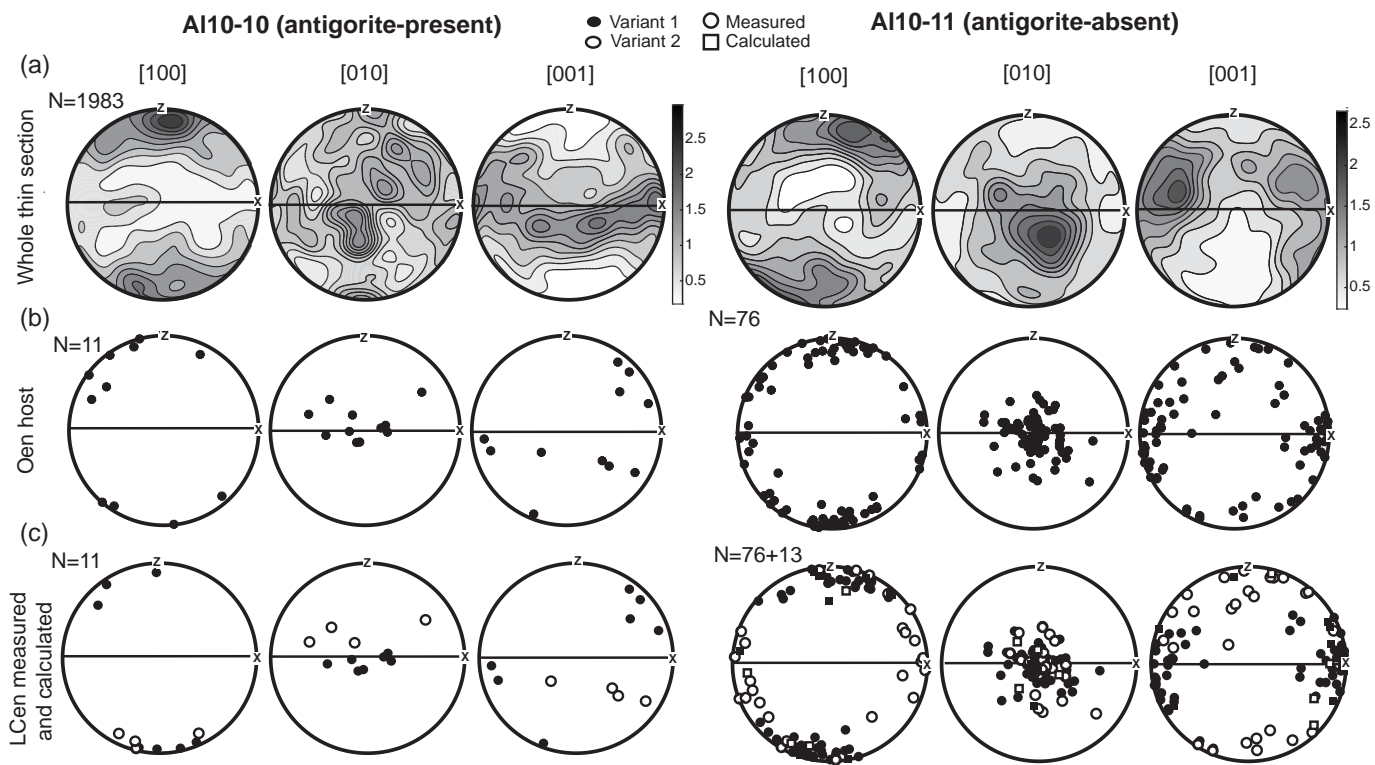 Al10-10 (antigorite-present)
Variant 1
Measured
Variant 2
Calculated
Al10-11 (antigorite-absent)
(a)
[100]
[010]
[001]
[100]
[010]
[001]
Whole thin section
N=1983
Z
X
Z
X
Z
X
2.5
2
1.5
1
0.5
Z
X
Z
X
Z
X
2.5
2
1.5
1
0.5
(b)
Oen host
N=11
Z
X
Z
X
Z
X
N=76
Z
X
Z
X
Z
X
(c)
LCen measured
and calculated
N=11
Z
X
Z
X
Z
X
N=76+13
Z
X
Z
X
Z
X